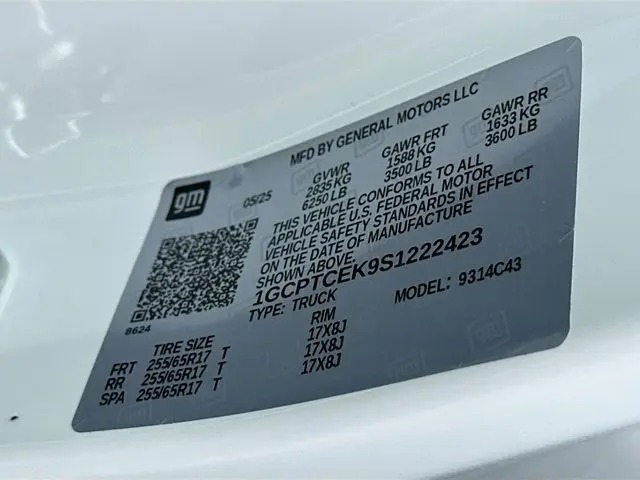 MFD BY GENERAL MOTORS LLC
gm
05/25
GVWR GAWR FRT GAWR RR
2835 KG 1588 KG 1633 KG
6250 LB 3500 LB 3600 LB
THIS VEHICLE CONFORMS TO ALL
APPLICABLE U.S. FEDERAL MOTOR
VEHICLE SAFETY STANDARDS IN EFFECT
ON THE DATE OF MANUFACTURE
SHOWN ABOVE.
1GCPTCEK9S1222423
TYPE: TRUCK MODEL: 9314C43
8624
TIRE SIZE RIM
FRT 255/65R17 T 17X8J
RR 255/65R17 T 17X8J
SPA 255/65R17 T 17X8J